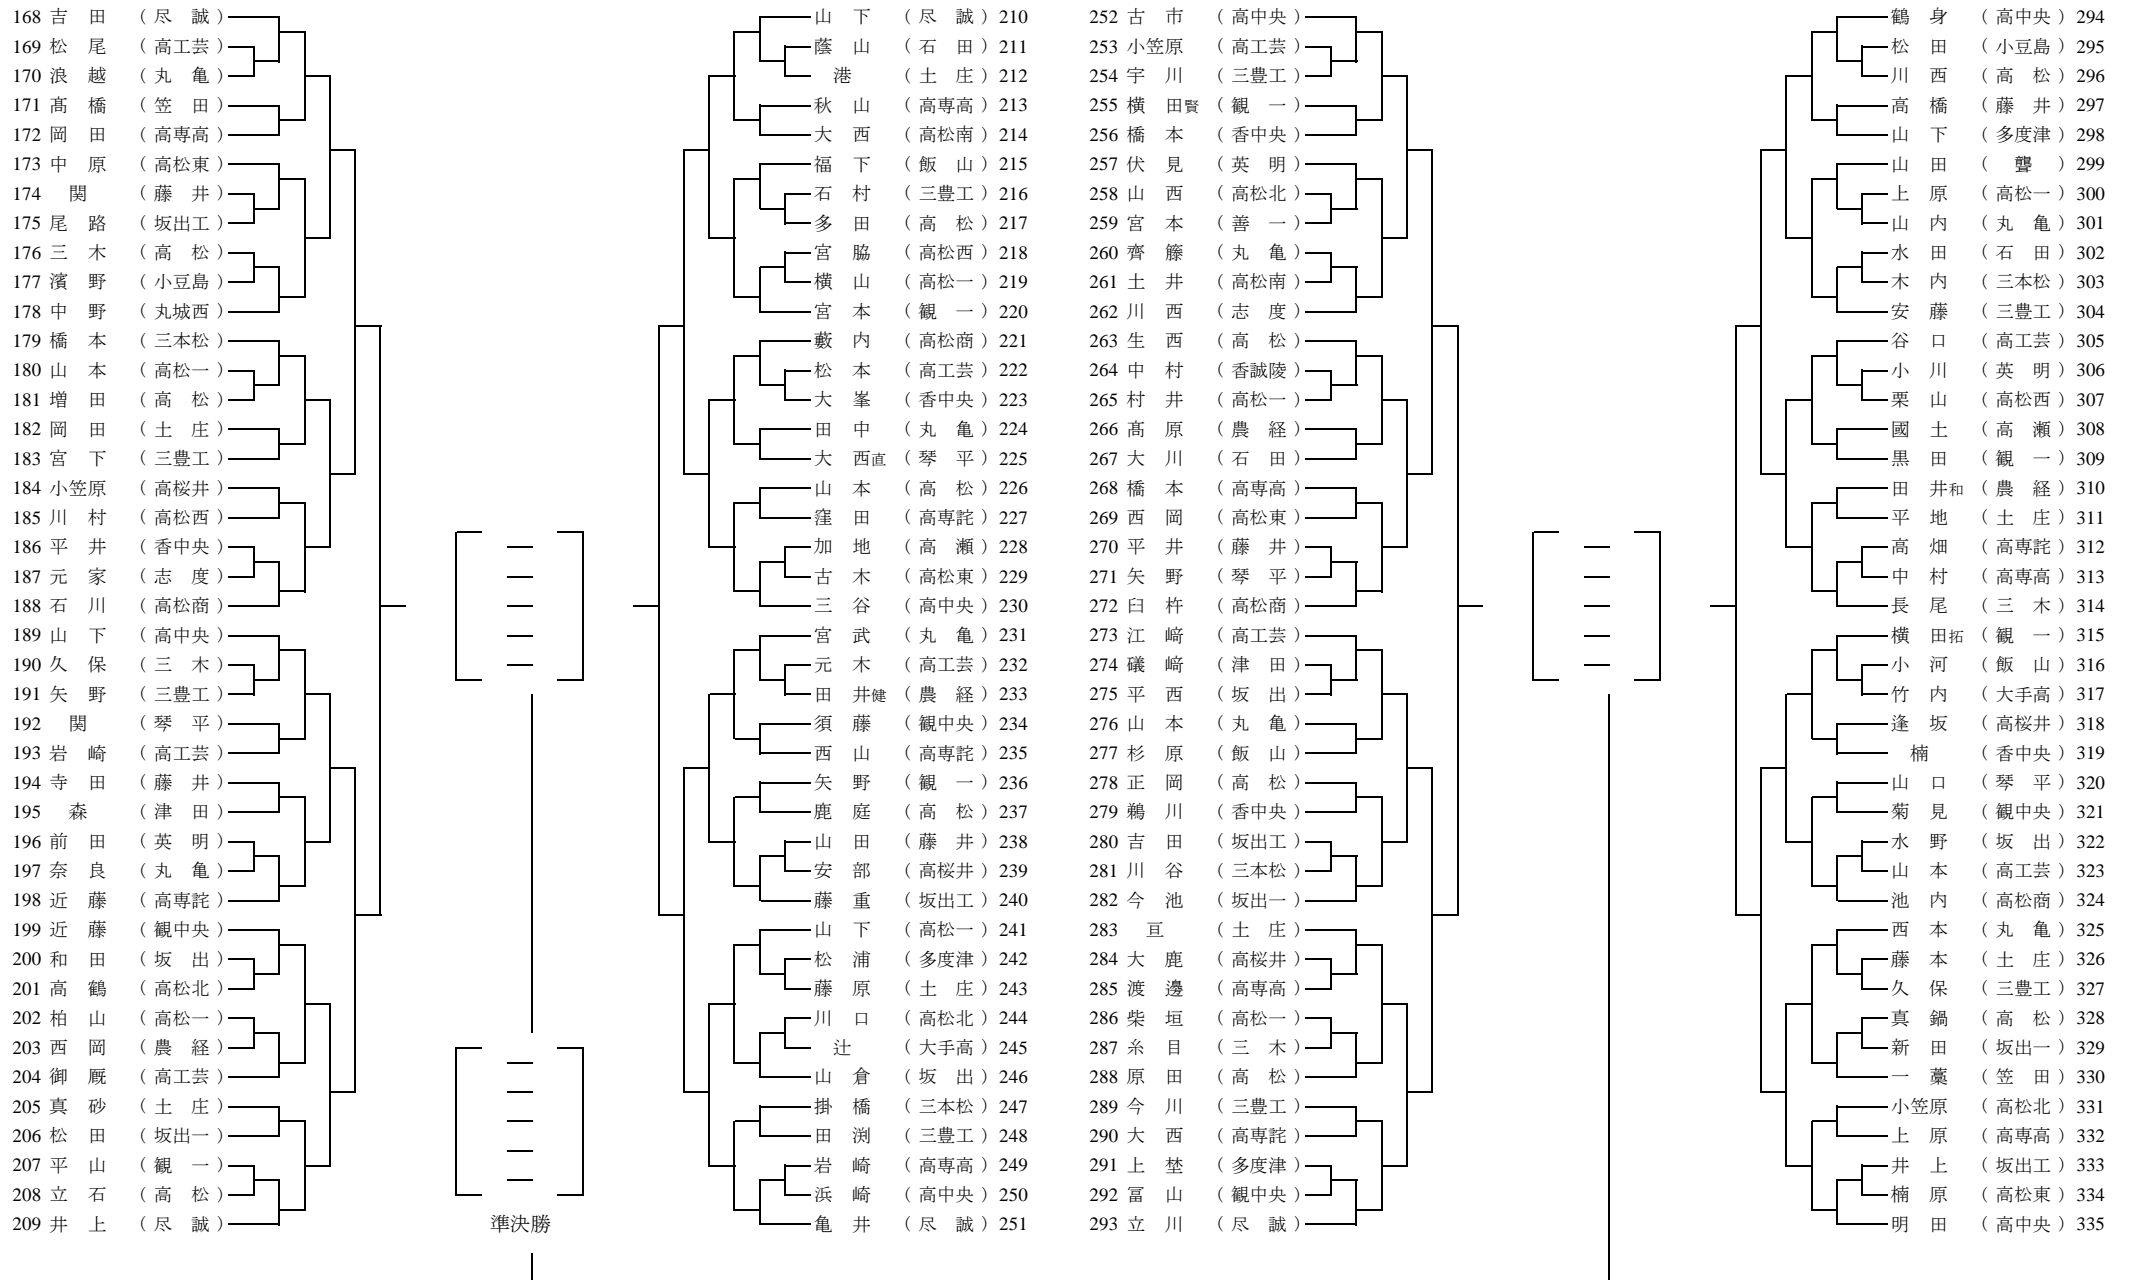 168 吉　田 （ 尽　誠 ）
169 松　尾 （ 高工芸 ）
170 浪　越 （ 丸　亀 ）
171 髙　橋 （ 笠　田 ）
172 岡　田 （ 高専高 ）
173 中　原 （ 高松東 ）
174 関 （ 藤　井 ）
175 尾　路 （ 坂出工 ）
176 三　木 （ 高　松 ）
177 濱　野 （ 小豆島 ）
178 中　野 （ 丸城西 ）
179 橋　本 （ 三本松 ）
180 山　本 （ 高松一 ）
181 増　田 （ 高　松 ）
182 岡　田 （ 土　庄 ）
183 宮　下 （ 三豊工 ）
184 小笠原 （ 高桜井 ）
185 川　村 （ 高松西 ）
186 平　井 （ 香中央 ）
187 元　家 （ 志　度 ）
188 石　川 （ 高松商 ）
189 山　下 （ 高中央 ）
190 久　保 （ 三　木 ）
191 矢　野 （ 三豊工 ）
192 関 （ 琴　平 ）
193 岩　崎 （ 高工芸 ）
194 寺　田 （ 藤　井 ）
195 森 （ 津　田 ）
196 前　田 （ 英　明 ）
197 奈　良 （ 丸　亀 ）
198 近　藤 （ 高専詫 ）
199 近　藤 （ 観中央 ）
200 和　田 （ 坂　出 ）
201 高　鶴 （ 高松北 ）
202 柏　山 （ 高松一 ）
203 西　岡 （ 農　経 ）
204 御　厩 （ 高工芸 ）
205 真　砂 （ 土　庄 ）
206 松　田 （ 坂出一 ）
207 平　山 （ 観　一 ）
208 立　石 （ 高　松 ）
209 井　上 （ 尽　誠 ）
準決勝
山　下 （ 尽　誠 ） 210
蔭　山 （ 石　田 ） 211
港 （ 土　庄 ） 212
秋　山 （ 高専高 ） 213
大　西 （ 高松南 ） 214
福　下 （ 飯　山 ） 215
石　村 （ 三豊工 ） 216
多　田 （ 高　松 ） 217
宮　脇 （ 高松西 ） 218
横　山 （ 高松一 ） 219
宮　本 （ 観　一 ） 220
藪　内 （ 高松商 ） 221
松　本 （ 高工芸 ） 222
大　峯 （ 香中央 ） 223
田　中 （ 丸　亀 ） 224
大　西直 （ 琴　平 ） 225
山　本 （ 高　松 ） 226
窪　田 （ 高専詫 ） 227
加　地 （ 高　瀬 ） 228
古　木 （ 高松東 ） 229
三　谷 （ 高中央 ） 230
宮　武 （ 丸　亀 ） 231
元　木 （ 高工芸 ） 232
田　井健 （ 農　経 ） 233
須　藤 （ 観中央 ） 234
西　山 （ 高専詫 ） 235
矢　野 （ 観　一 ） 236
鹿　庭 （ 高　松 ） 237
山　田 （ 藤　井 ） 238
安　部 （ 高桜井 ） 239
藤　重 （ 坂出工 ） 240
山　下 （ 高松一 ） 241
松　浦 （ 多度津 ） 242
藤　原 （ 土　庄 ） 243
川　口 （ 高松北 ） 244
辻 （ 大手高 ） 245
山　倉 （ 坂　出 ） 246
掛　橋 （ 三本松 ） 247
田　渕 （ 三豊工 ） 248
岩　崎 （ 高専高 ） 249
浜　崎 （ 高中央 ） 250
亀　井 （ 尽　誠 ） 251
252 古　市 （ 高中央 ）
253 小笠原 （ 高工芸 ）
254 宇　川 （ 三豊工 ）
255 横　田賢 （ 観　一 ）
256 橋　本 （ 香中央 ）
257 伏　見 （ 英　明 ）
258 山　西 （ 高松北 ）
259 宮　本 （ 善　一 ）
260 齊　籐 （ 丸　亀 ）
261 土　井 （ 高松南 ）
262 川　西 （ 志　度 ）
263 生　西 （ 高　松 ）
264 中　村 （ 香誠陵 ）
265 村　井 （ 高松一 ）
266 髙　原 （ 農　経 ）
267 大　川 （ 石　田 ）
268 橋　本 （ 高専高 ）
269 西　岡 （ 高松東 ）
270 平　井 （ 藤　井 ）
271 矢　野 （ 琴　平 ）
272 臼　杵 （ 高松商 ）
273 江　﨑 （ 高工芸 ）
274 磯　﨑 （ 津　田 ）
275 平　西 （ 坂　出 ）
276 山　本 （ 丸　亀 ）
277 杉　原 （ 飯　山 ）
278 正　岡 （ 高　松 ）
279 鵜　川 （ 香中央 ）
280 吉　田 （ 坂出工 ）
281 川　谷 （ 三本松 ）
282 今　池 （ 坂出一 ）
283 亘 （ 土　庄 ）
284 大　鹿 （ 高桜井 ）
285 渡　邊 （ 高専高 ）
286 柴　垣 （ 高松一 ）
287 糸　目 （ 三　木 ）
288 原　田 （ 高　松 ）
289 今　川 （ 三豊工 ）
290 大　西 （ 高専詫 ）
291 上　埜 （ 多度津 ）
292 冨　山 （ 観中央 ）
293 立　川 （ 尽　誠 ）
鶴　身 （ 高中央 ） 294
松　田 （ 小豆島 ） 295
川　西 （ 高　松 ） 296
高　橋 （ 藤　井 ） 297
山　下 （ 多度津 ） 298
山　田 （ 聾 ） 299
上　原 （ 高松一 ） 300
山　内 （ 丸　亀 ） 301
水　田 （ 石　田 ） 302
木　内 （ 三本松 ） 303
安　藤 （ 三豊工 ） 304
谷　口 （ 高工芸 ） 305
小　川 （ 英　明 ） 306
栗　山 （ 高松西 ） 307
國　土 （ 高　瀬 ） 308
黒　田 （ 観　一 ） 309
田　井和 （ 農　経 ） 310
平　地 （ 土　庄 ） 311
高　畑 （ 高専詫 ） 312
中　村 （ 高専高 ） 313
長　尾 （ 三　木 ） 314
横　田拓 （ 観　一 ） 315
小　河 （ 飯　山 ） 316
竹　内 （ 大手高 ） 317
逢　坂 （ 高桜井 ） 318
楠 （ 香中央 ） 319
山　口 （ 琴　平 ） 320
菊　見 （ 観中央 ） 321
水　野 （ 坂　出 ） 322
山　本 （ 高工芸 ） 323
池　内 （ 高松商 ） 324
西　本 （ 丸　亀 ） 325
藤　本 （ 土　庄 ） 326
久　保 （ 三豊工 ） 327
真　鍋 （ 高　松 ） 328
新　田 （ 坂出一 ） 329
一　藁 （ 笠　田 ） 330
小笠原 （ 高松北 ） 331
上　原 （ 高専高 ） 332
井　上 （ 坂出工 ） 333
楠　原 （ 高松東 ） 334
明　田 （ 高中央 ） 335